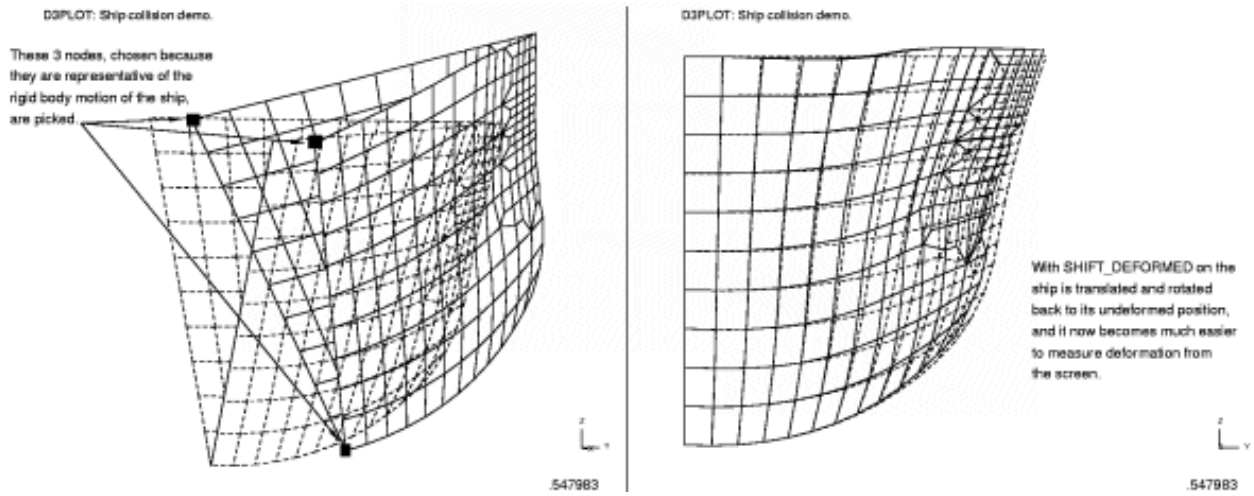 D3PLOT: Ship collision demo.
These 3 nodes, chosen because
they are representative of the
rigid body motion of the ship,
are picked.
Z
Y
.547983
D3PLOT: Ship collision demo.
With SHIFT_DEFORMED on the
ship is translated and rotated
back to its undeformed position,
and it now becomes much easier
to measure deformation from
the screen.
Z
Y
.547983